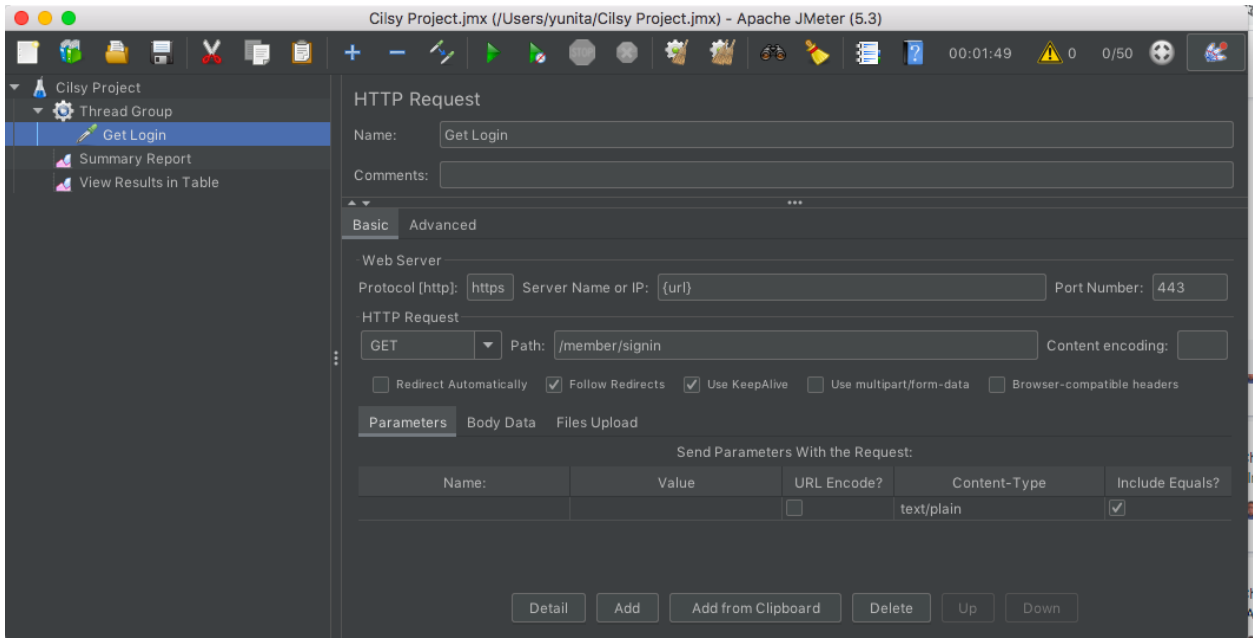 Cilsy Project.jmx (/Users/yunita/Cilsy Project.jmx) - Apache JMeter (5.3)
STOP 00:01:49 0 0/50
Cilsy Project
Thread Group
Get Login
Summary Report
View Results in Table
HTTP Request
Name: Get Login
Comments:
Basic Advanced
Web Server
Protocol [http]: https Server Name or IP: {url} Port Number: 443
HTTP Request
GET Path: /member/signin Content encoding:
Redirect Automatically Follow Redirects Use KeepAlive Use multipart/form-data Browser-compatible headers
Parameters Body Data Files Upload
Send Parameters With the Request:
Name: Value URL Encode? Content-Type Include Equals?
text/plain
Detail Add Add from Clipboard Delete Up Down